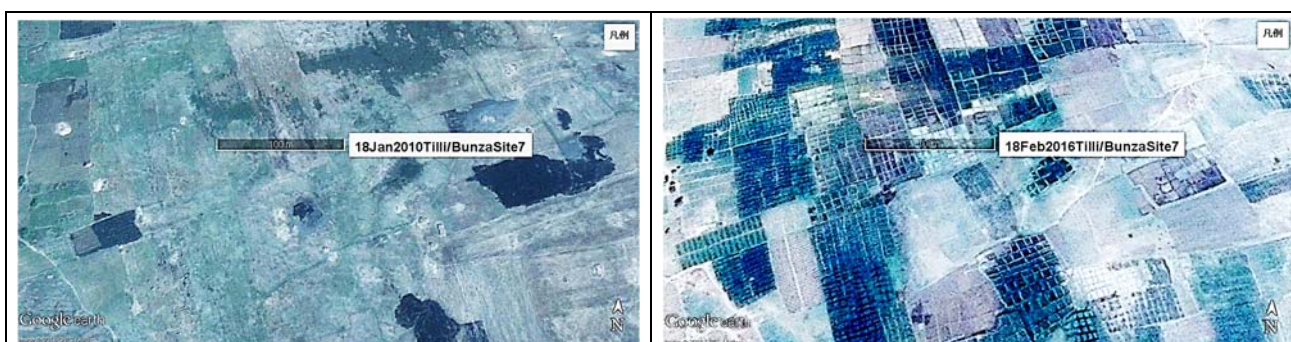 凡例
100 m
18Jan2010Tilli/BunzaSite7
Google earth
N
凡例
18Feb2016Tilli/BunzaSite7
Google earth
N